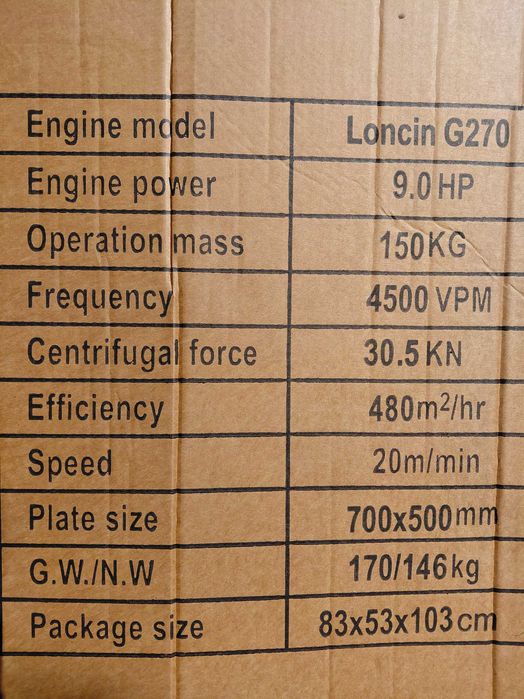 Engine model Loncin G270
Engine power 9.0 HP
Operation mass 150KG
Frequency 4500 VPM
Centrifugal force 30.5 KN
Efficiency 480m²/hr
Speed 20m/min
Plate size 700x500mm
G.W./N.W 170/146kg
Package size 83x53x103cm